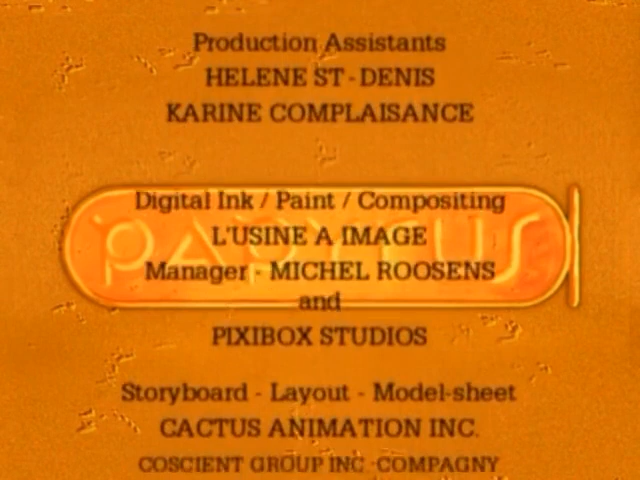 Production Assistants
HELENE ST - DENIS
KARINE COMPLAISANCE
Digital Ink / Paint / Compositing
PAPYRUS
L'USINE A IMAGE
Manager - MICHEL ROOSENS
and
PIXIBOX STUDIOS
Storyboard - Layout - Model-sheet
CACTUS ANIMATION INC.
COSCIENT GROUP INC COMPAGNY